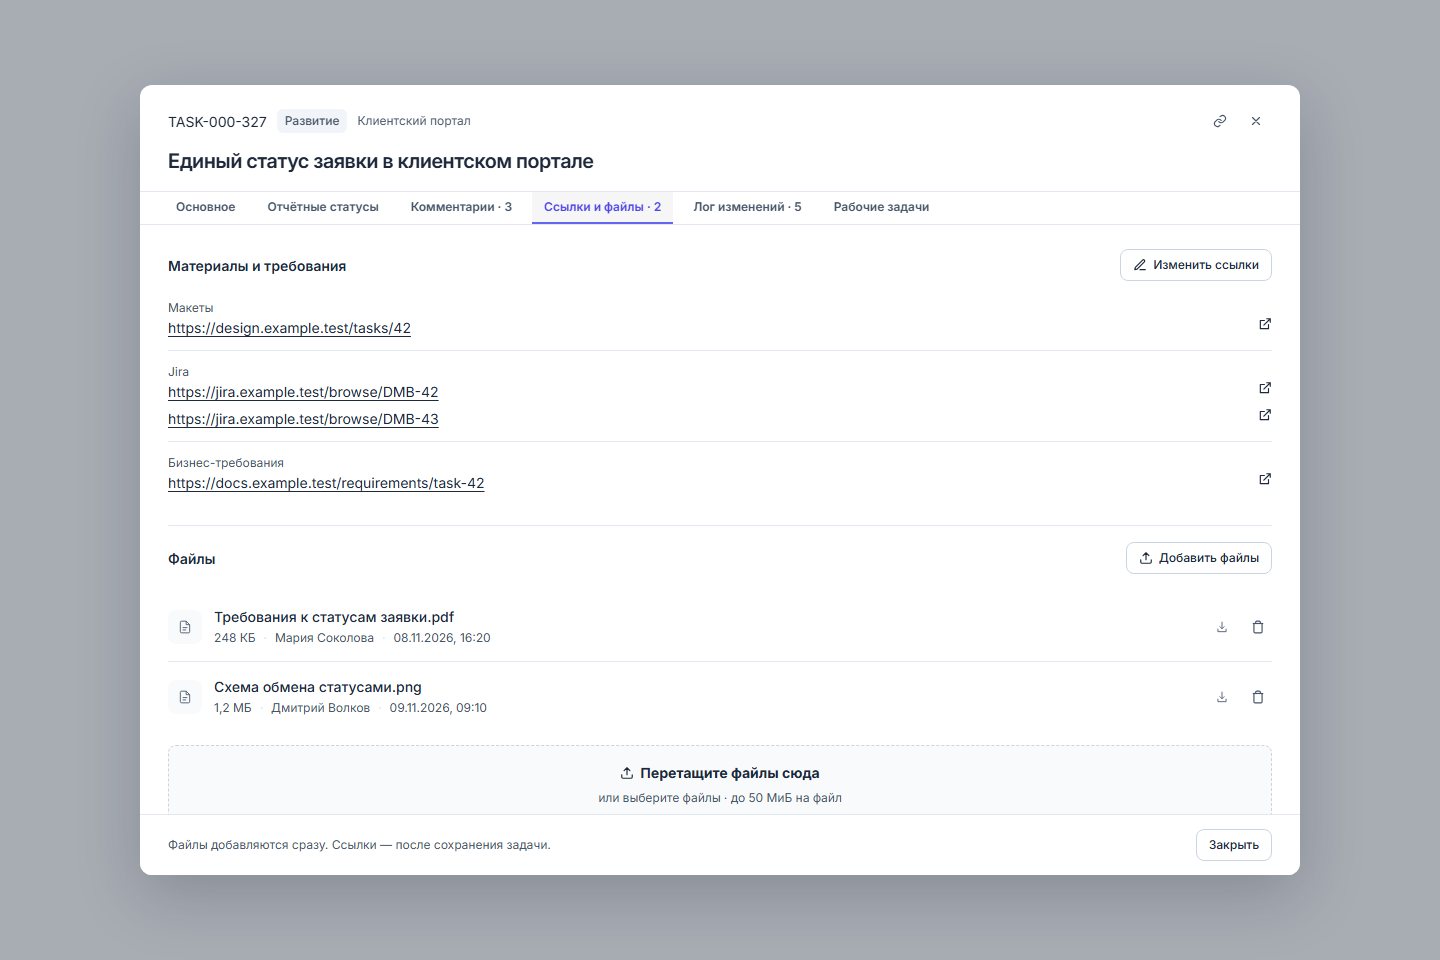 TASK-000-327 Развитие Клиентский портал
Единый статус заявки в клиентском портале
Основное Отчётные статусы Комментарии · 3 Ссылки и файлы · 2 Лог изменений · 5 Рабочие задачи
Материалы и требования Изменить ссылки
Макеты
https://design.example.test/tasks/42
Jira
https://jira.example.test/browse/DMB-42
https://jira.example.test/browse/DMB-43
Бизнес-требования
https://docs.example.test/requirements/task-42
Файлы Добавить файлы
Требования к статусам заявки.pdf
248 КБ · Мария Соколова · 08.11.2026, 16:20
Схема обмена статусами.png
1,2 МБ · Дмитрий Волков · 09.11.2026, 09:10
Перетащите файлы сюда
или выберите файлы · до 50 МиБ на файл
Файлы добавляются сразу. Ссылки — после сохранения задачи. Закрыть